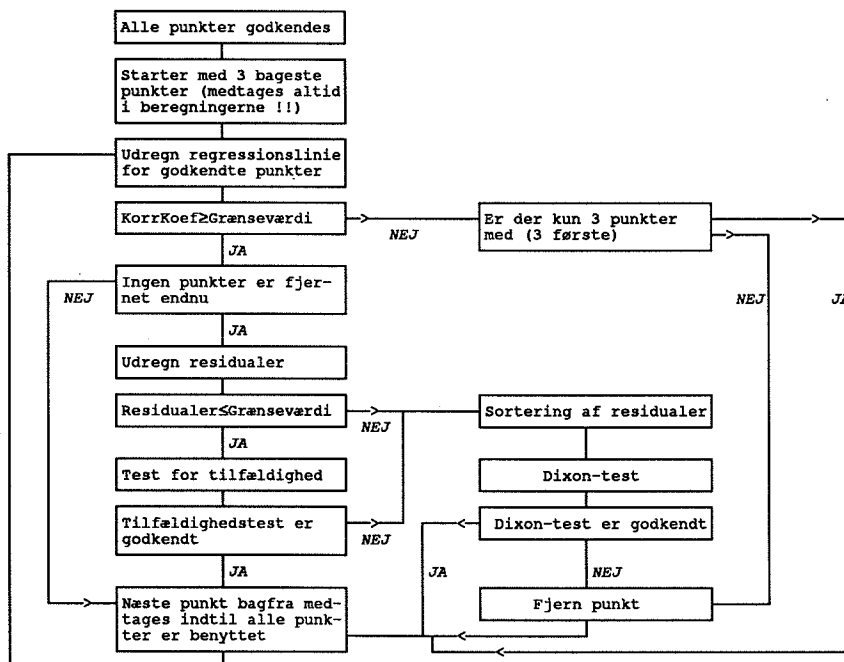 Alle punkter godkendes
Starter med 3 bageste
punkter (medtages altid
i beregningerne !!)
Udregn regressionslinie
for godkendte punkter
KorrKoef≥Grænseværdi
NEJ
Er der kun 3 punkter
med (3 første)
JA
NEJ
Ingen punkter er fjer-
net endnu
NEJ
JA
JA
Udregn residualer
Residualer≤Grænseværdi
NEJ
Sortering af residualer
JA
Test for tilfældighed
Dixon-test
Tilfældighedstest er
godkendt
NEJ
Dixon-test er godkendt
JA
JA
NEJ
Næste punkt bagfra med-
tages indtil alle punk-
ter er benyttet
Fjern punkt